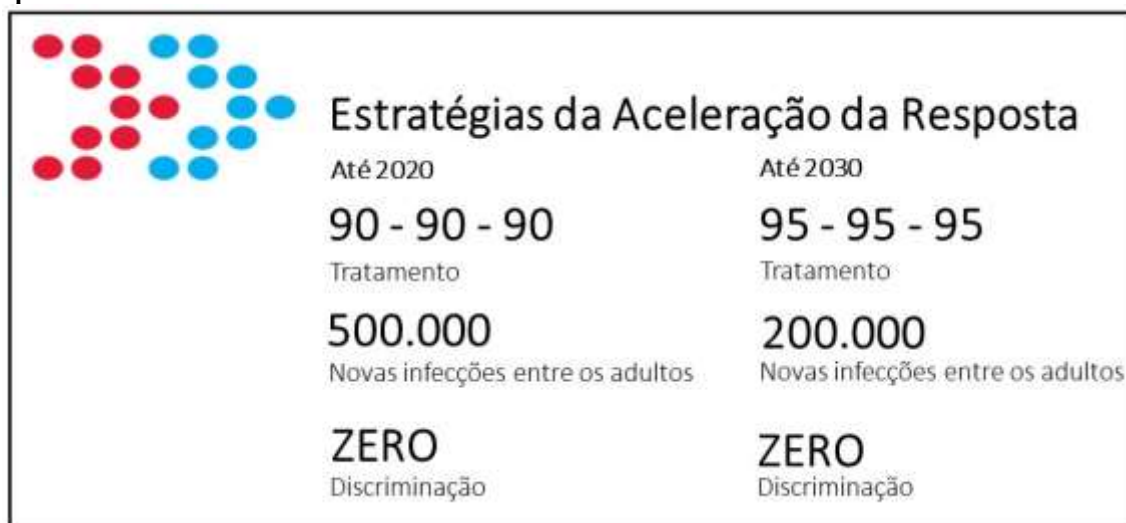 Estratégias da Aceleração da Resposta
Até 2020
90 - 90 - 90
Tratamento
500.000
Novas infecções entre os adultos
ZERO
Discriminação
Até 2030
95 - 95 - 95
Tratamento
200.000
Novas infecções entre os adultos
ZERO
Discriminação